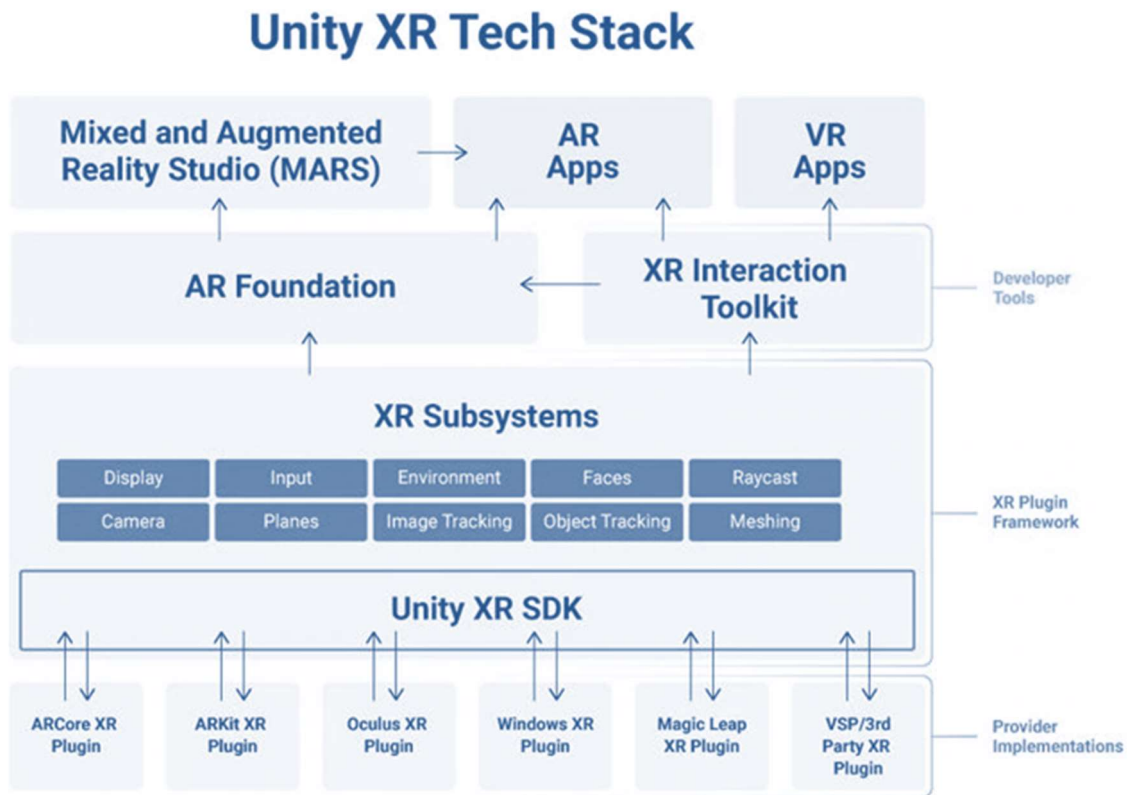 Unity XR Tech Stack
Mixed and Augmented
Reality Studio (MARS)
AR
Apps
VR
Apps
AR Foundation
XR Interaction
Toolkit
Developer
Tools
XR Subsystems
Display
Input
Environment
Faces
Raycast
Camera
Planes
Image Tracking
Object Tracking
Meshing
XR Plugin
Framework
Unity XR SDK
ARCore XR
Plugin
ARKit XR
Plugin
Oculus XR
Plugin
Windows XR
Plugin
Magic Leap
XR Plugin
VSP/3rd
Party XR
Plugin
Provider
Implementations